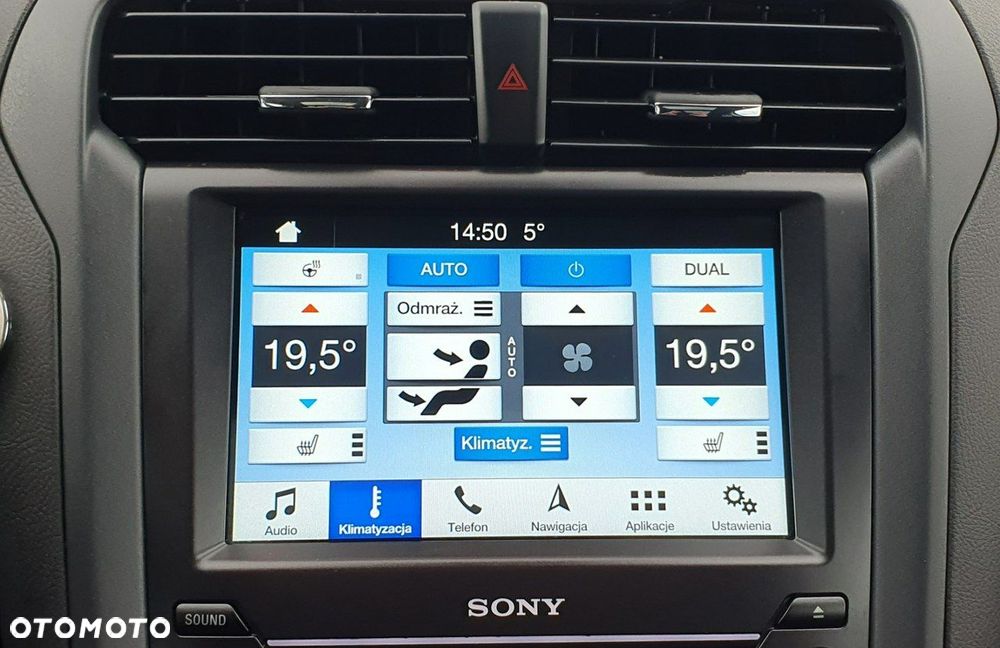 14:50 5°
AUTO
DUAL
Odmraż.
19,5°
AUTO
19,5°
Klimatyz.
Audio
Klimatyzacja
Telefon
Nawigacja
Aplikacje
Ustawienia
SONY
SOUND
OTOMOTO